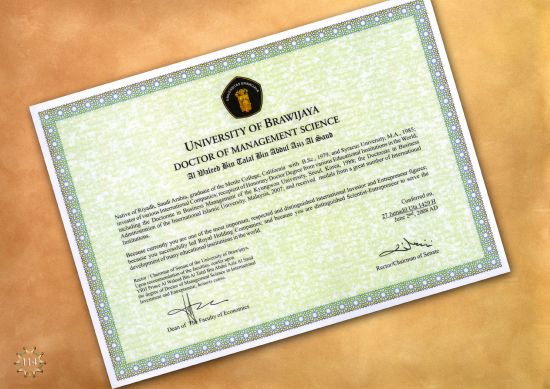 UNIVERSITY OF BRAWIJAYA
DOCTOR OF MANAGEMENT SCIENCE
Al Waleed Bin Talal Bin Abdul Aziz Al Saud
Native of Riyadh, Saudi Arabia; graduate of the Menlo College, California with B.Sc., 1979, and Syracus University, M.A., 1985;
investor of various International Companies; recipient of Honorary Doctor Degree from various Educational Institutions in the World,
including the Doctorate in Business Management of the Kyungwon University, Seoul, Korea, 1998; the Doctorate in Business
Administration of the International Islamic University, Malaysia, 2007, and received medals from a great number of International
Institutions.
Because currently you are one of the most important, respected and distinguished International Investor and Entrepreneur figures;
because you successfully led Royal Holding Companies; and because you are distinguished Scientist-Entrepreneur to serve the
development of many educational institutions in the world.
Rector / Chairman of Senate of the University of Brawijaya,
Upon recommendation of the faculties, confer upon
HRH Prince Al Waleed Bin Al Talal Bin Abdul Aziz Al Saud
the degree of Doctor of Management Science in International
Investment and Entrepreneur, honoris causa.
Conferred on,
27 Jumadil Ula 1429 H
June 2nd, 2008 AD
Dean of The Faculty of Economics
Rector/Chairman of Senate
114